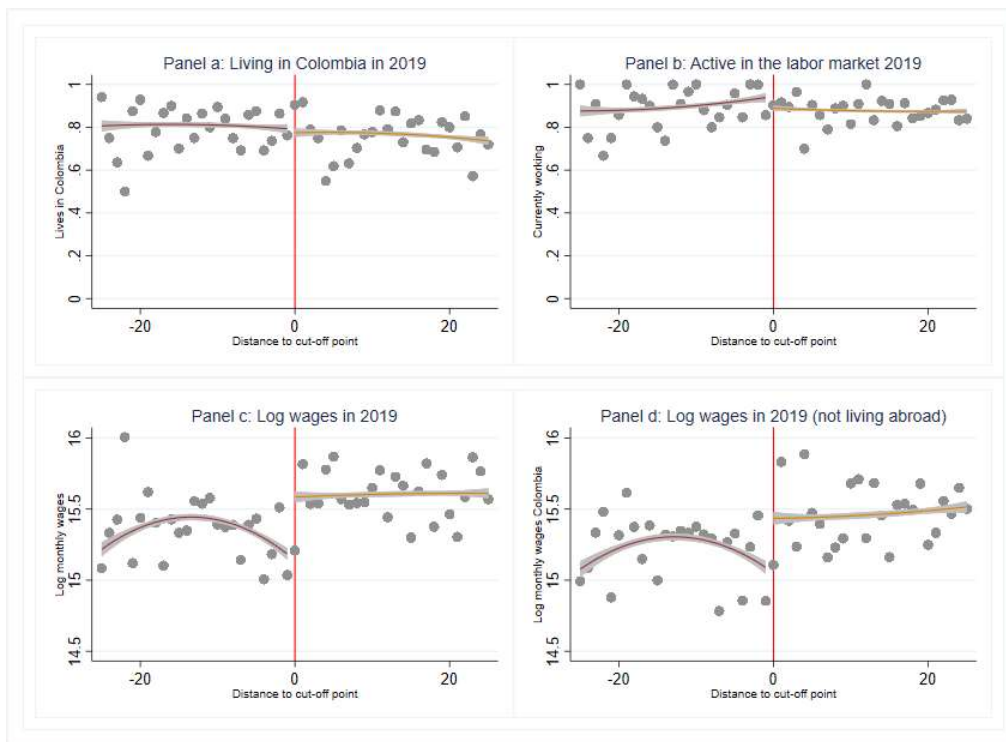 Panel a: Living in Colombia in 2019
Lives in Colombia
0 .2 .4 .6 .8 1
-20 0 20
Distance to cut-off point
Panel b: Active in the labor market 2019
Currently working
0 .2 .4 .6 .8 1
-20 0 20
Distance to cut-off point
Panel c: Log wages in 2019
Log monthly wages
14.5 15 15.5 16
-20 0 20
Distance to cut-off point
Panel d: Log wages in 2019 (not living abroad)
Log monthly wages Colombia
14.5 15 15.5 16
-20 0 20
Distance to cut-off point